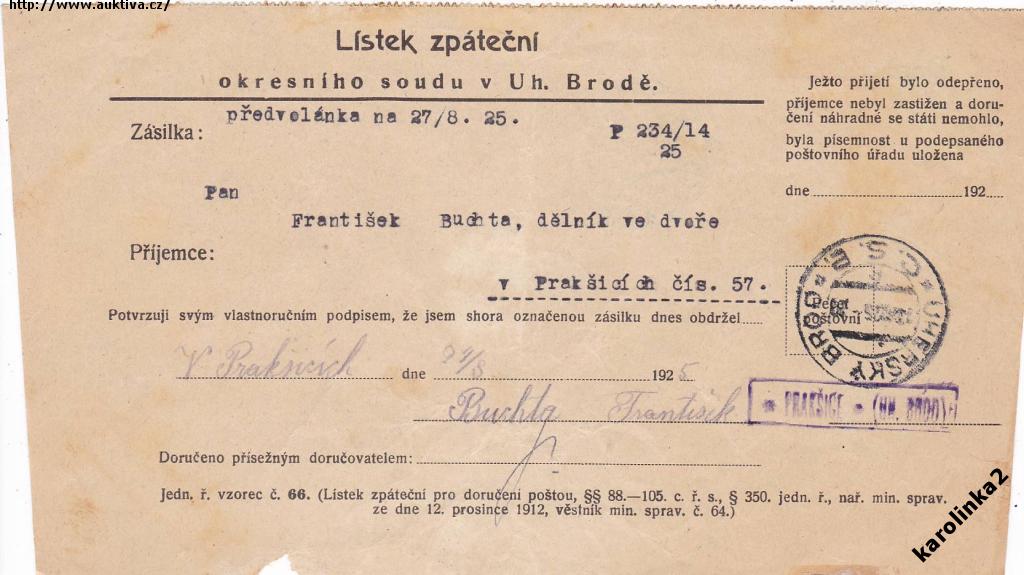 http://www.auktiva.cz/
Lístek zpáteční
okresního soudu v Uh. Brodě.
Zásilka:
předvolánka na 27/8. 25.
P 234/14
25
Pan
František Buchta, dělník ve dvoře
Příjemce:
v Prakšicích čís. 57.
Potvrzuji svým vlastnoručním podpisem, že jsem shora označenou zásilku dnes obdržel
V Prakšicích dne 1925
Buchta František
Doručeno přísežným doručovatelem:
Jedn. ř. vzorec č. 66. (Lístek zpáteční pro doručení poštou, §§ 88.—105. c. ř. s., § 350. jedn. ř., nař. min. sprav.
ze dne 12. prosince 1912, věstník min. sprav. č. 64.)
Ježto přijetí bylo odepřeno,
příjemce nebyl zastižen a doru-
čení náhradné se státi nemohlo,
byla písemnost u podepsaného
poštovního úřadu uložena
dne 192
Pečeť
poštovní
UHERSKÝ BROD
Č.S.
* PRAKŠICE * (UH. BROD)
karolinka2